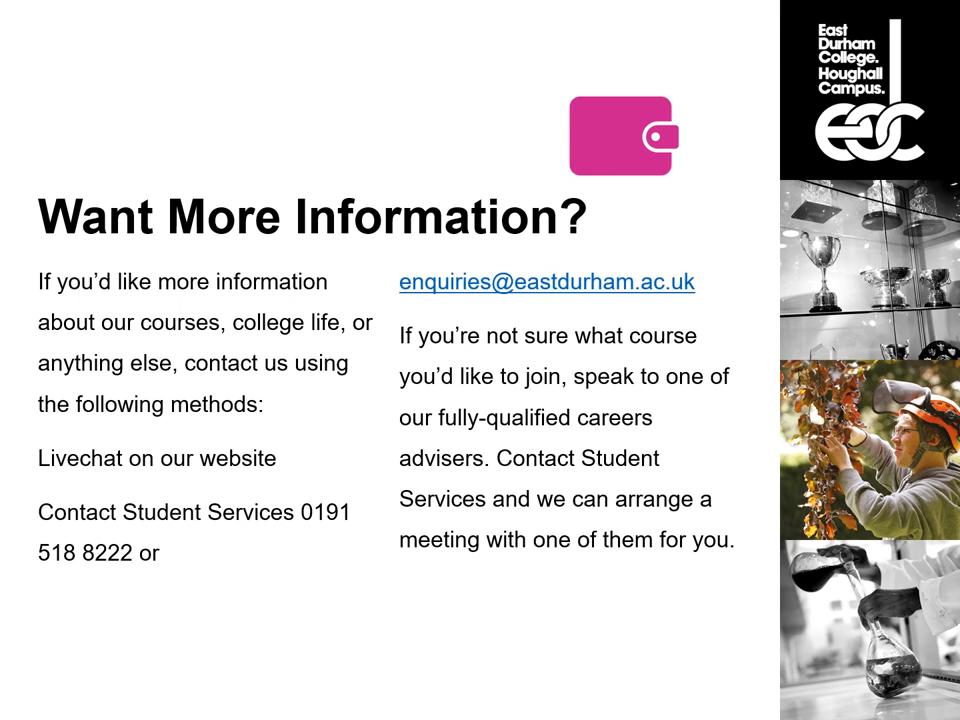 East
Durham
College.
Houghall
Campus.
edc
Want More Information?
If you’d like more information
about our courses, college life, or
anything else, contact us using
the following methods:
Livechat on our website
Contact Student Services 0191
518 8222 or
enquiries@eastdurham.ac.uk
If you’re not sure what course
you’d like to join, speak to one of
our fully-qualified careers
advisers. Contact Student
Services and we can arrange a
meeting with one of them for you.